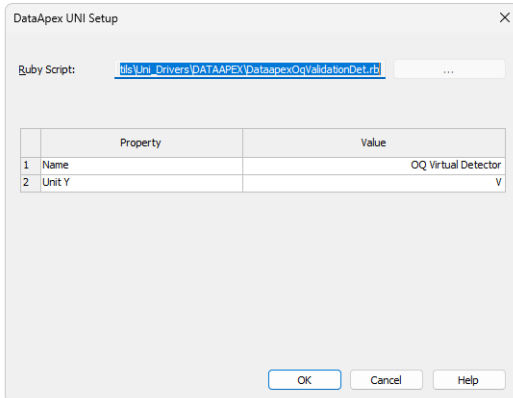 DataApex UNI Setup
Ruby Script: tils\Uni_Drivers\DATAAPEX\DataapexOqValidationDet.rb ...
Property Value
1 Name OQ Virtual Detector
2 Unit Y V
OK Cancel Help